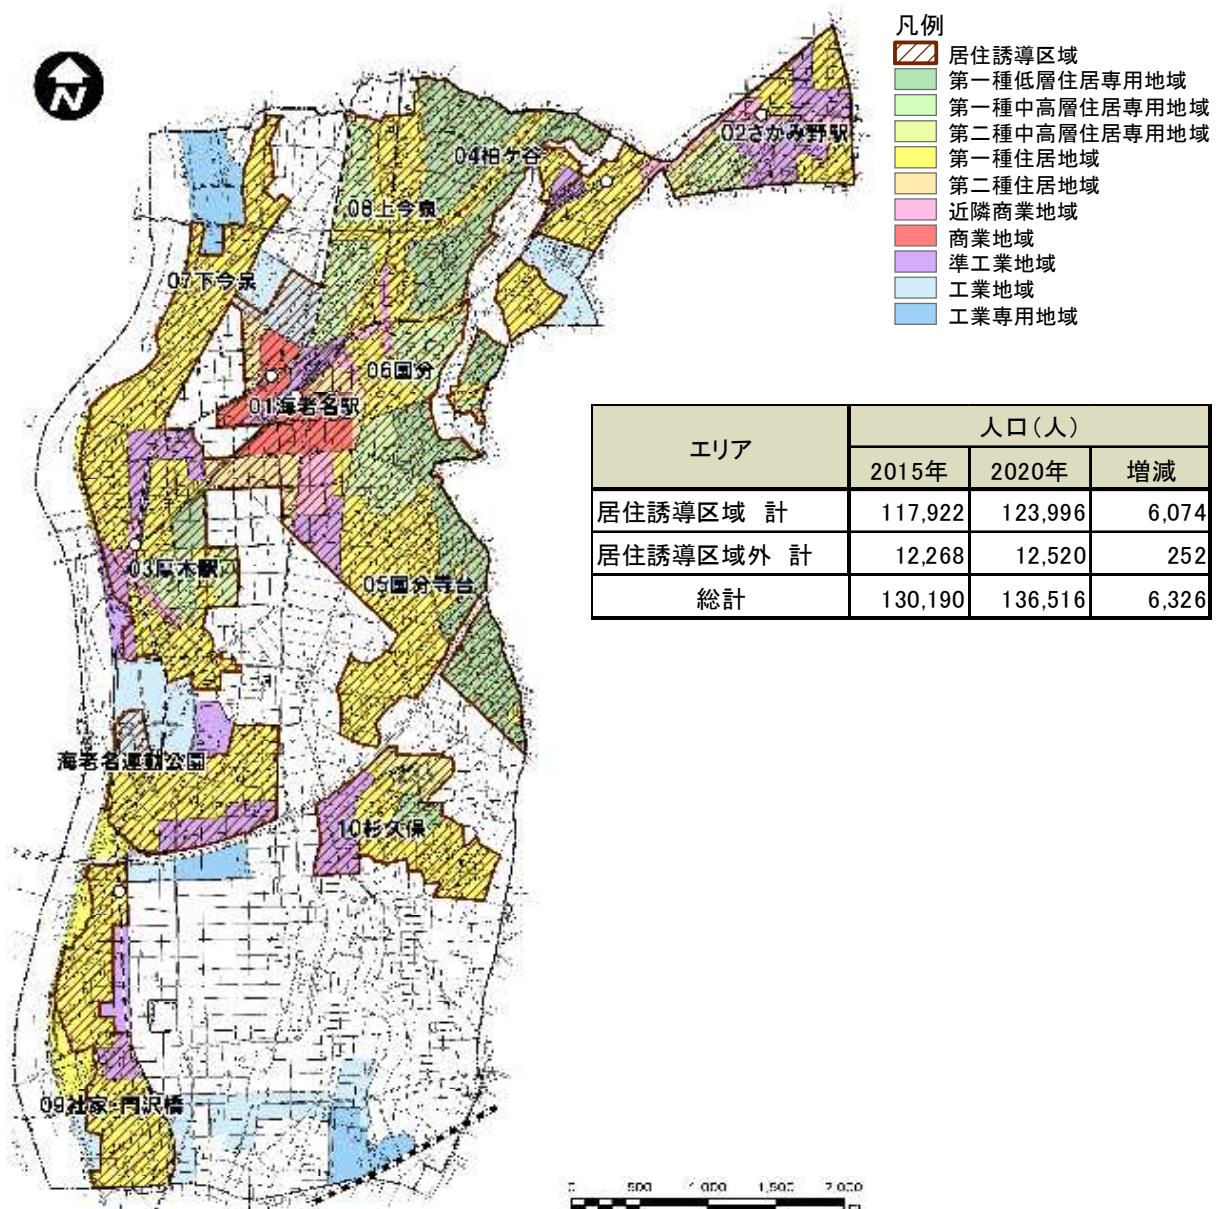 N
凡例
居住誘導区域
第一種低層住居専用地域
第一種中高層住居専用地域
第二種中高層住居専用地域
第一種住居地域
第二種住居地域
近隣商業地域
商業地域
準工業地域
工業地域
工業専用地域
02さがみ野駅
04柏ケ谷
08上今泉
07下今泉
06国分
01海老名駅
03厚木駅
05国分寺台
海老名運動公園
10杉久保
09社家・門沢橋
エリア 人口(人)
2015年 2020年 増減
居住誘導区域 計 117,922 123,996 6,074
居住誘導区域外 計 12,268 12,520 252
総計 130,190 136,516 6,326
0 500 1,000 1,500 2,000